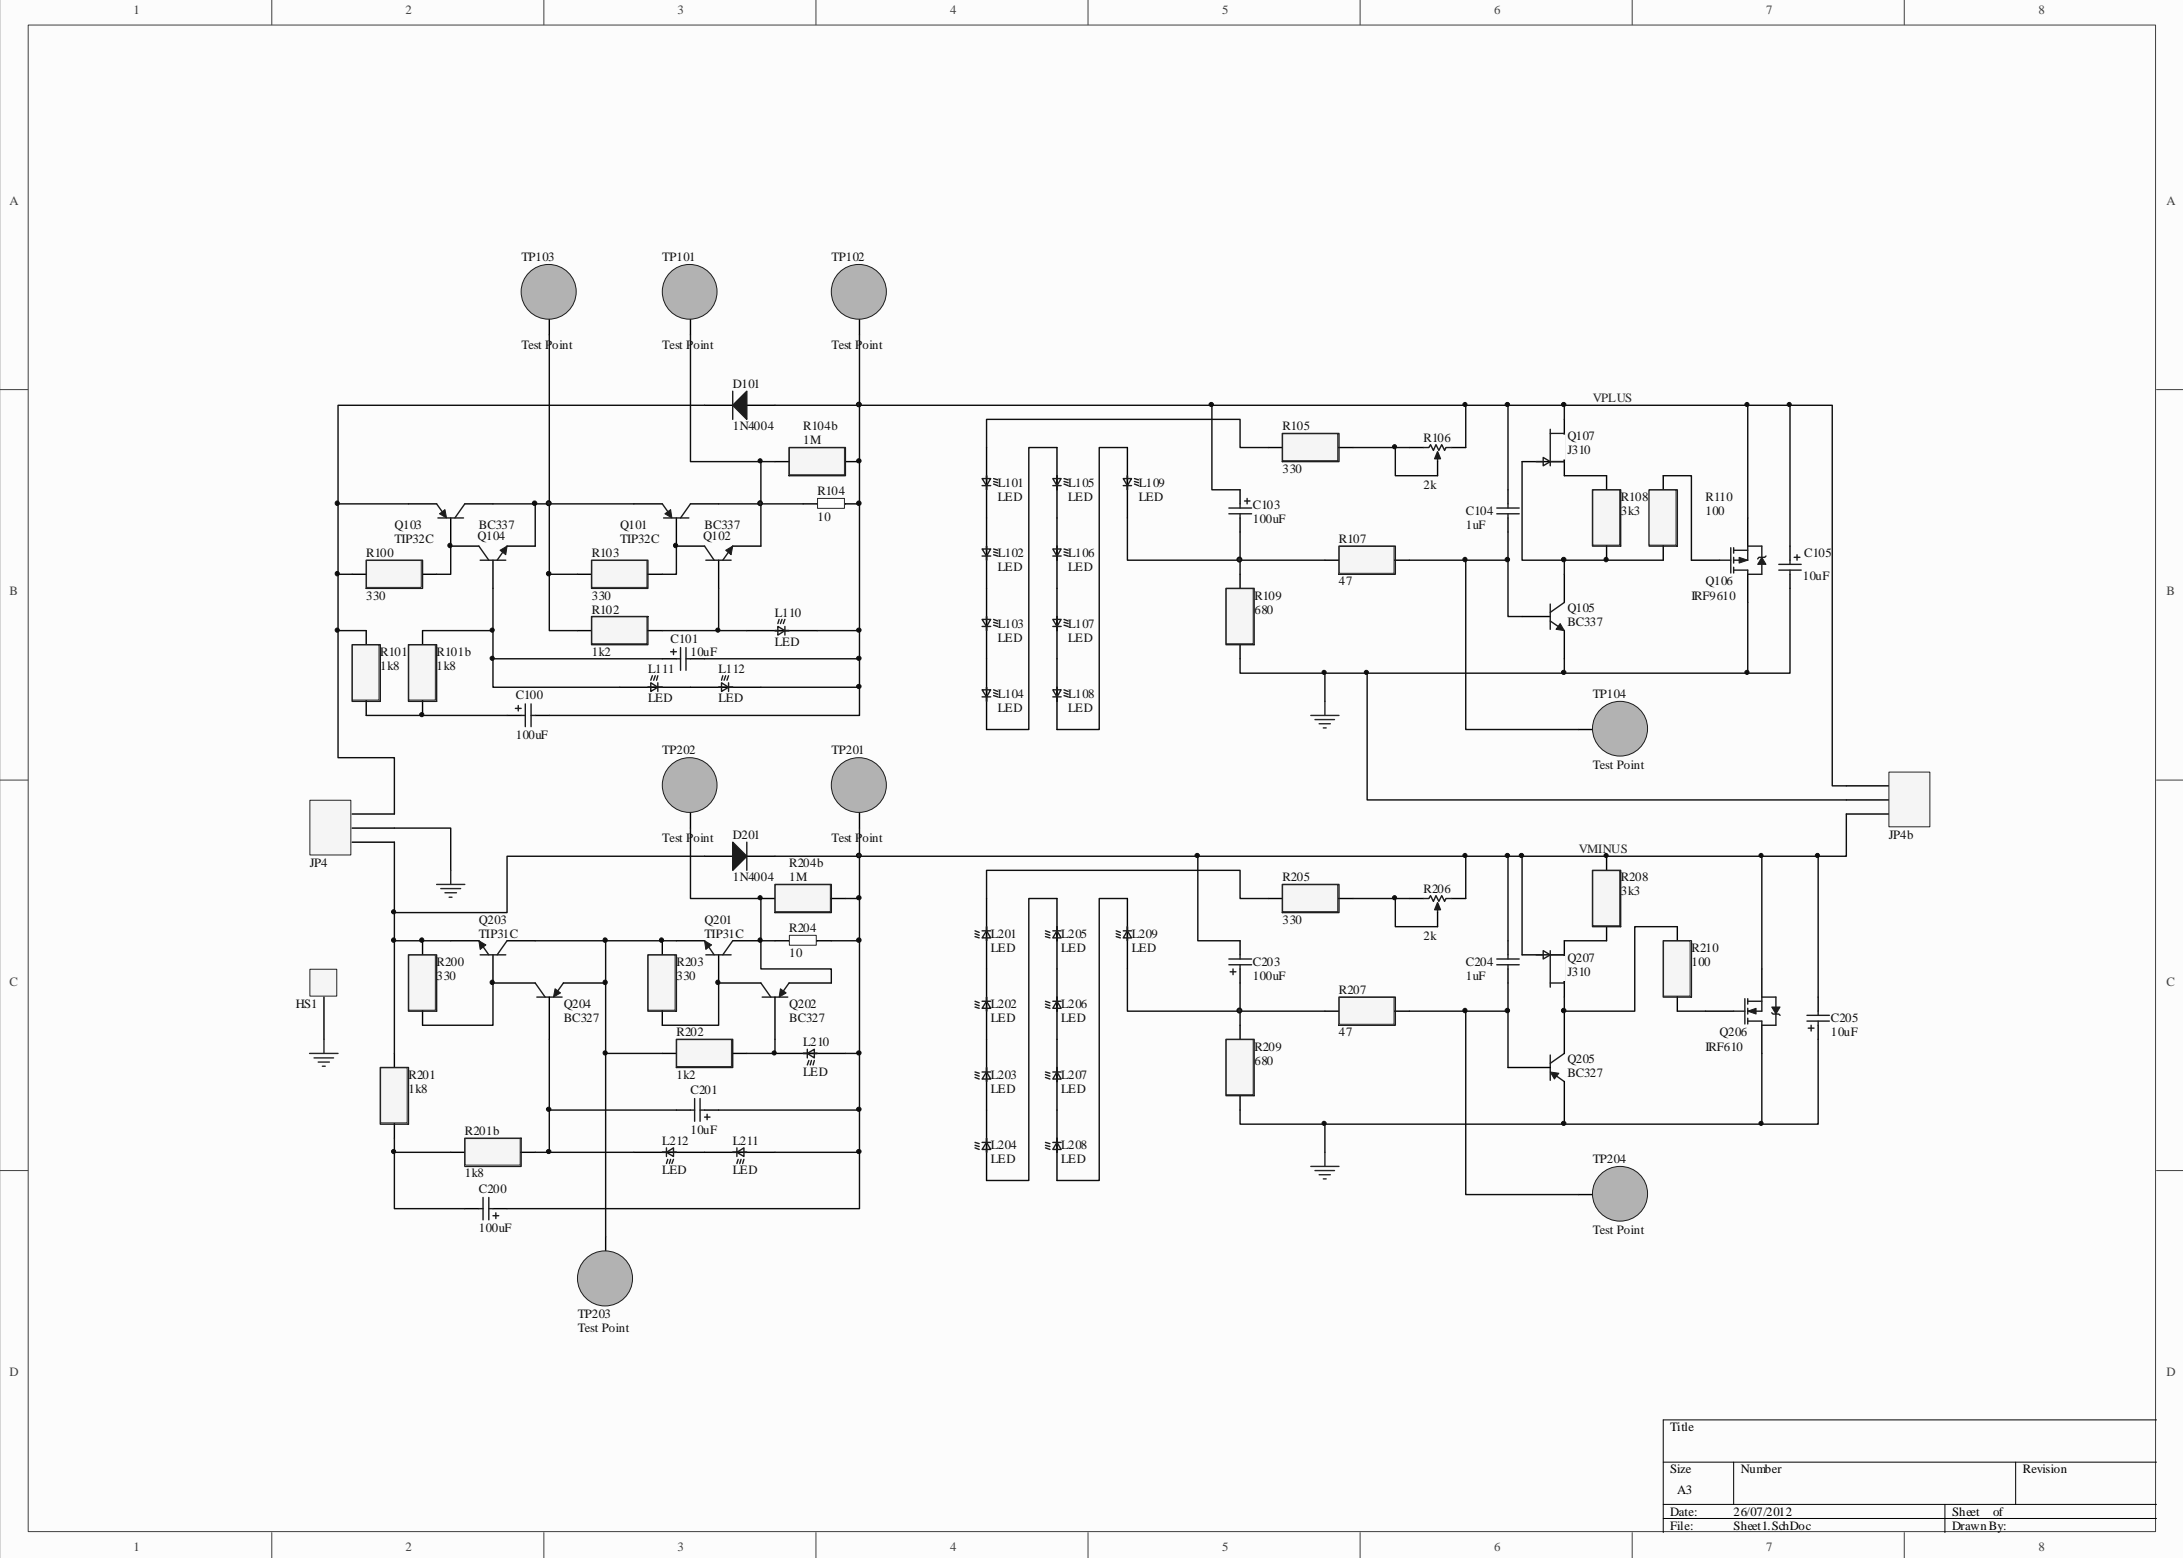 1 2 3 4 5 6 7 8
A A
TP103 TP101 TP102
Test Point Test Point Test Point
D101
1N4004
R104b
1M
R104
10
Q103
TIP32C
BC337
Q104
R100
330
Q101
TIP32C
BC337
Q102
R103
330
R102
1k2
L110
LED
R101
1k8
R101b
1k8
C101
10uF
L111
LED
L112
LED
C100
100uF
VPLUS
R105
330
R106
2k
L101
LED
L105
LED
L109
LED
L102
LED
L106
LED
L103
LED
L107
LED
L104
LED
L108
LED
C103
100uF
R107
47
R109
680
C104
1uF
Q107
J310
R108
3k3
R110
100
Q105
BC337
Q106
IRF9610
C105
10uF
B B
TP104
Test Point
JP4
JP4b
TP202 TP201
Test Point Test Point
D201
1N4004
R204b
1M
R204
10
Q203
TIP31C
Q201
TIP31C
R200
330
R203
330
Q204
BC327
Q202
BC327
R202
1k2
L210
LED
HS1
R201
1k8
C201
10uF
R201b
1k8
L212
LED
L211
LED
C200
100uF
TP203
Test Point
VMINUS
R205
330
R206
2k
L201
LED
L205
LED
L209
LED
L202
LED
L206
LED
L203
LED
L207
LED
L204
LED
L208
LED
C203
100uF
R207
47
R209
680
C204
1uF
R208
3k3
Q207
J310
R210
100
Q205
BC327
Q206
IRF610
C205
10uF
C C
TP204
Test Point
D D
Title
Size Number Revision
A3
Date: 26/07/2012 Sheet of
File: Sheet1.SchDoc Drawn By:
1 2 3 4 5 6 7 8